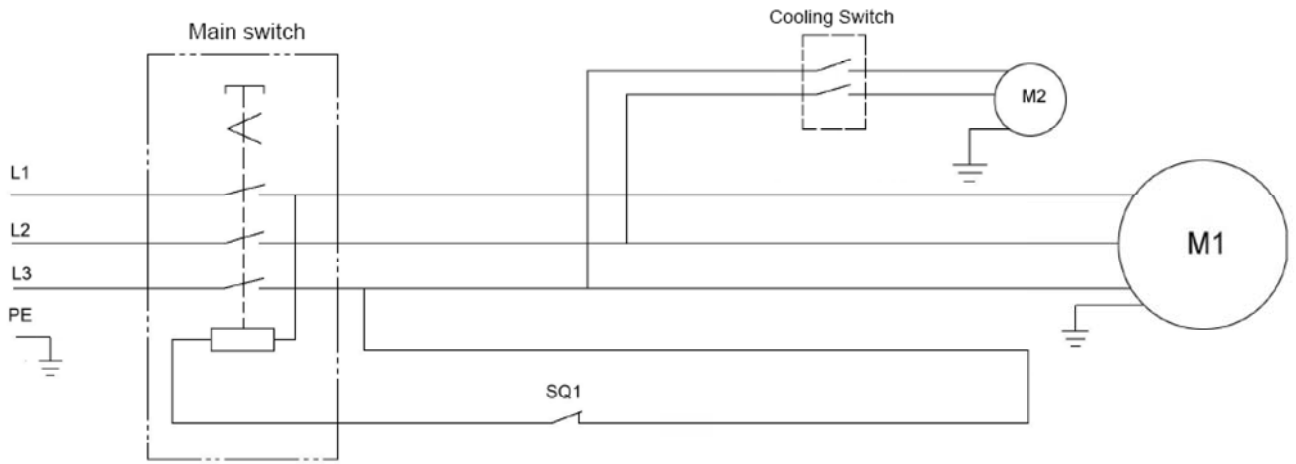 Cooling Switch
Main switch
M2
L1
L2
M1
L3
PE
SQ1